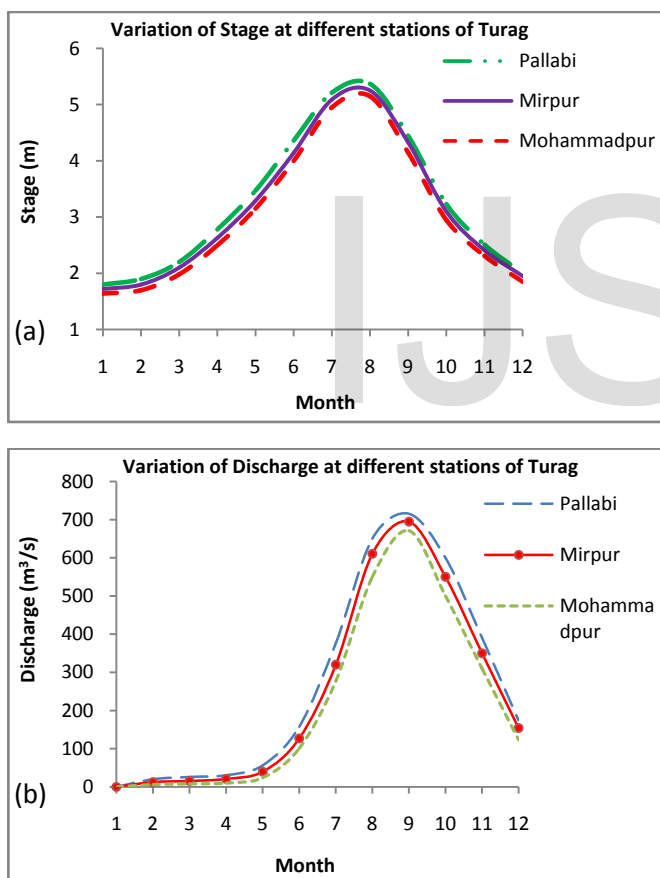 Variation of Stage at different stations of Turag
6
5
4
3
2
1
Stage (m)
Pallabi
Mirpur
Mohammadpur
IJS
(a)
1 2 3 4 5 6 7 8 9 10 11 12
Month
Variation of Discharge at different stations of Turag
800
700
600
500
400
300
200
100
0
Discharge (m³/s)
Pallabi
Mirpur
Mohamma
dpur
(b)
1 2 3 4 5 6 7 8 9 10 11 12
Month